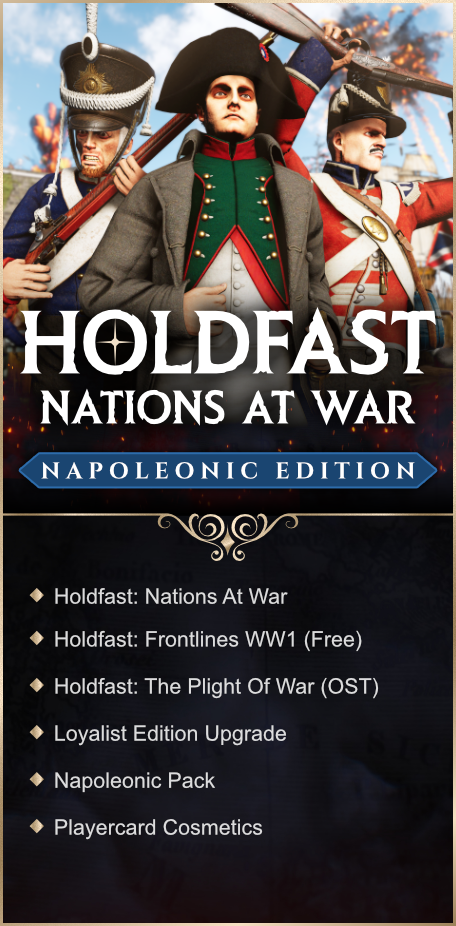 HOLDFAST
NATIONS AT WAR
NAPOLEONIC EDITION
Holdfast: Nations At War
Holdfast: Frontlines WW1 (Free)
Holdfast: The Plight Of War (OST)
Loyalist Edition Upgrade
Napoleonic Pack
Playercard Cosmetics